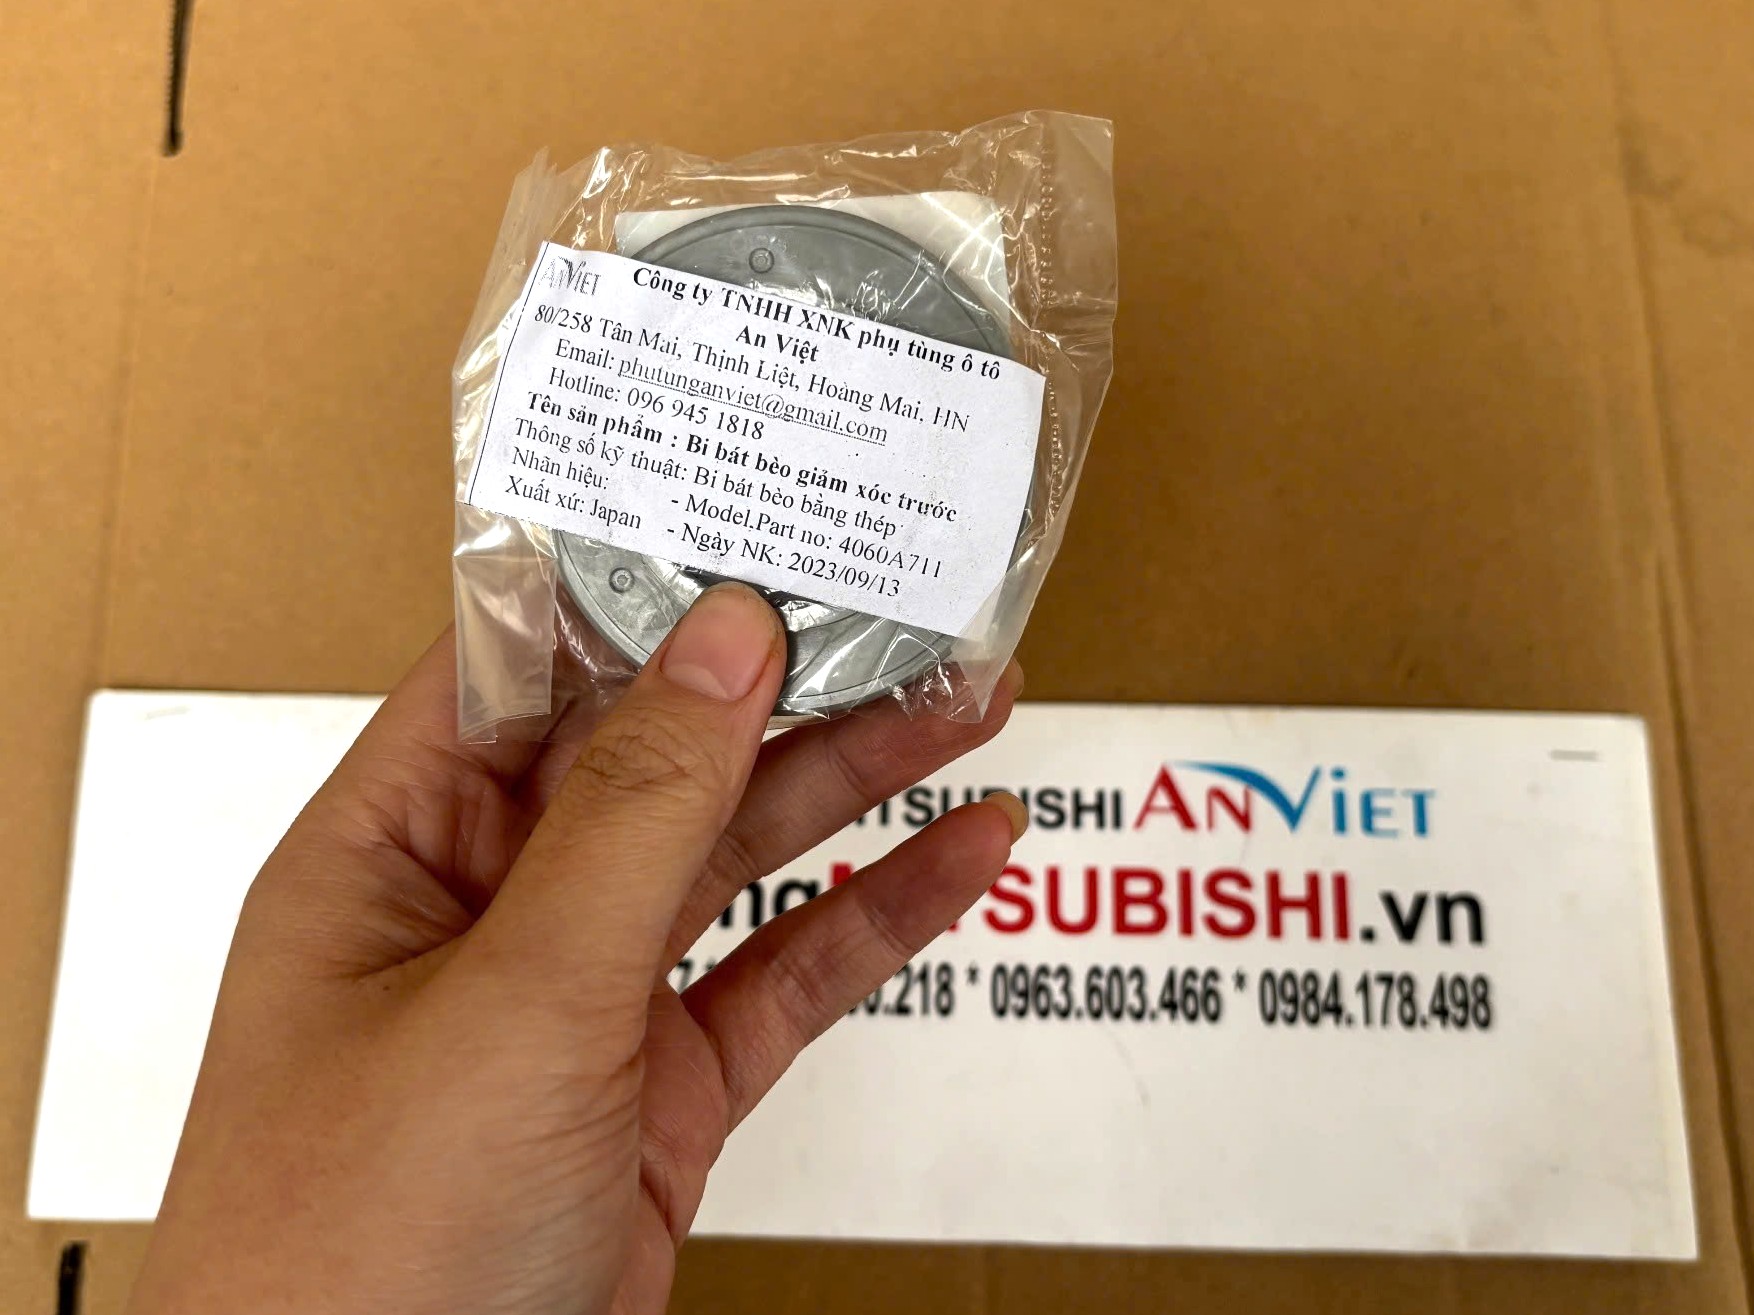 ANVIET
Công ty TNHH XNK phụ tùng ô tô
An Việt
80/258 Tân Mai, Thịnh Liệt, Hoàng Mai, HN
Email: phutunganviet@gmail.com
Hotline: 096 945 1818
Tên sản phẩm : Bi bát bèo giảm xóc trước
Thông số kỹ thuật: Bi bát bèo bằng thép
Nhãn hiệu: - Model.Part no: 4060A711
Xuất xứ: Japan - Ngày NK: 2023/09/13
MITSUBISHI ANVIET
MITSUBISHI.vn
.218 * 0963.603.466 * 0984.178.498